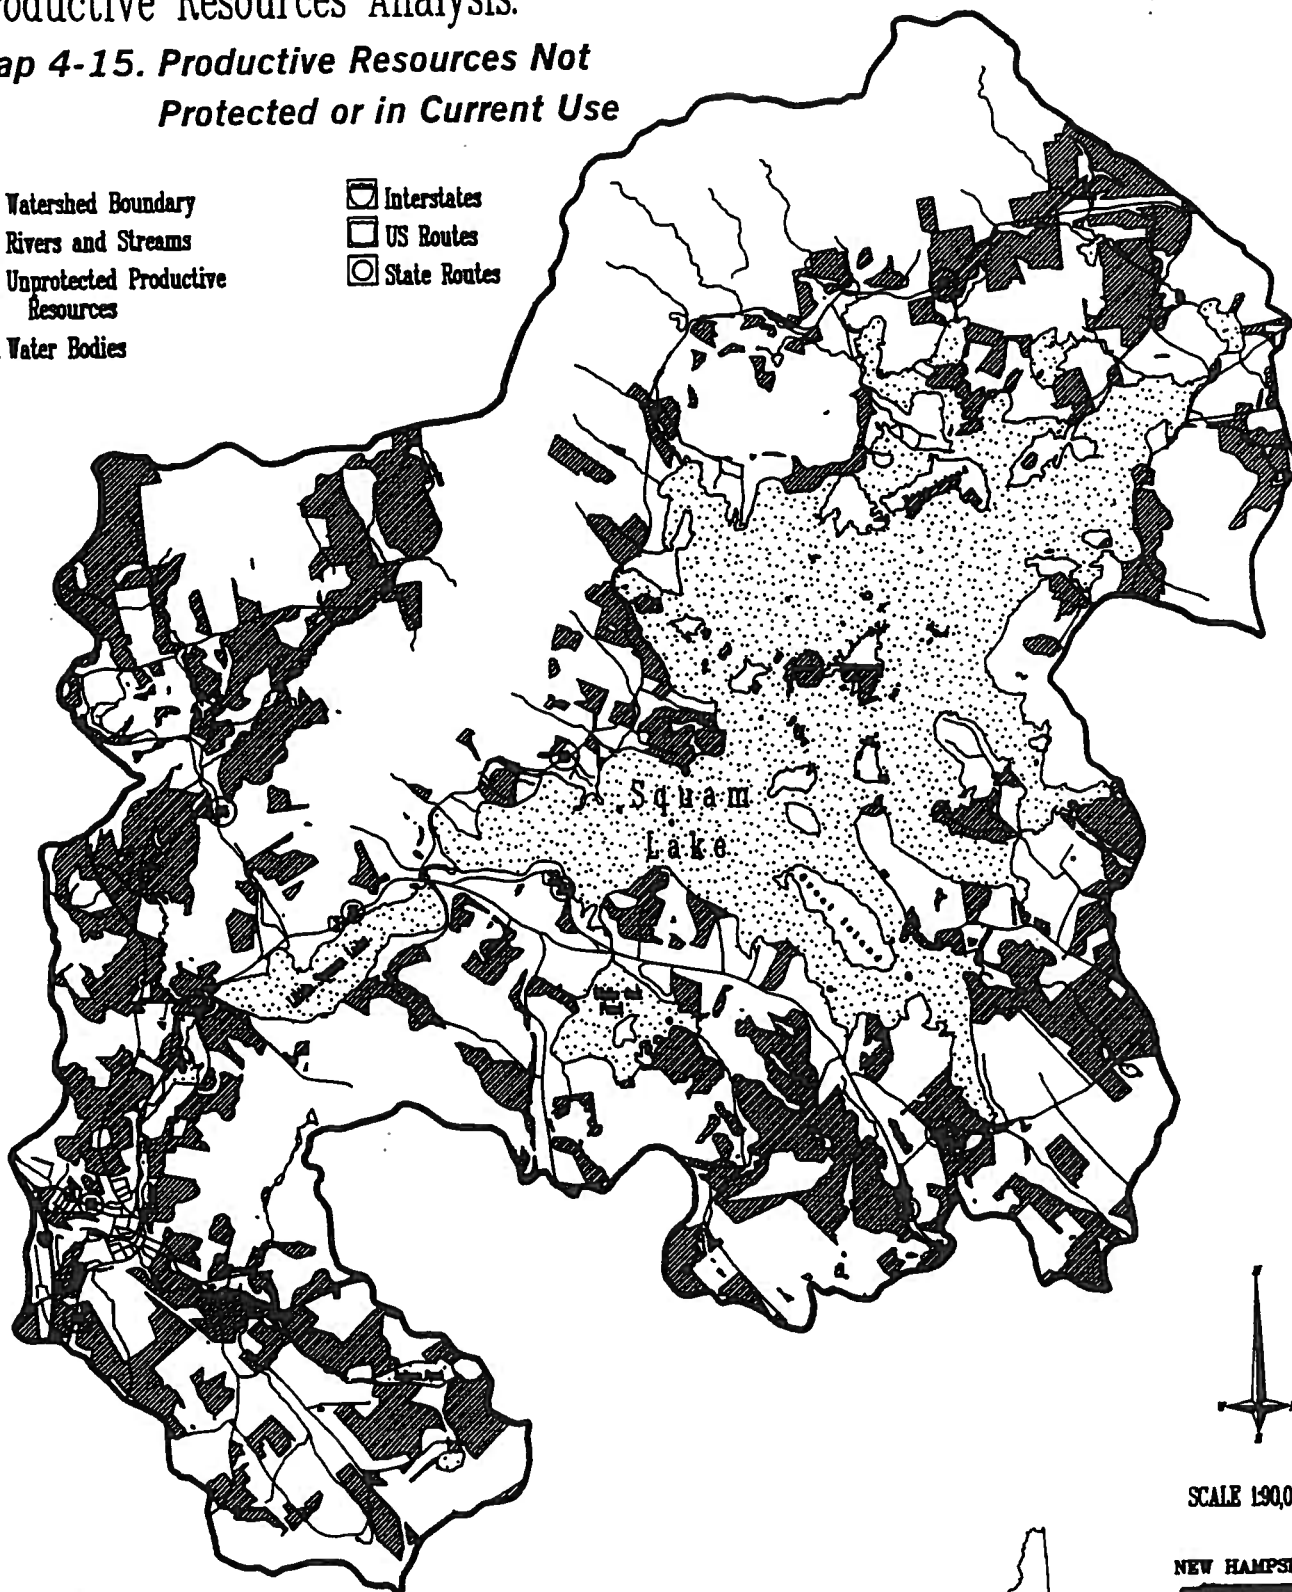 oductive Resources Analysis.
ap 4-15. Productive Resources Not
Protected or in Current Use
Watershed Boundary
Rivers and Streams
Unprotected Productive
Resources
Water Bodies
Interstates
US Routes
State Routes
Squam
Lake
SCALE 1:90,0
NEW HAMPS